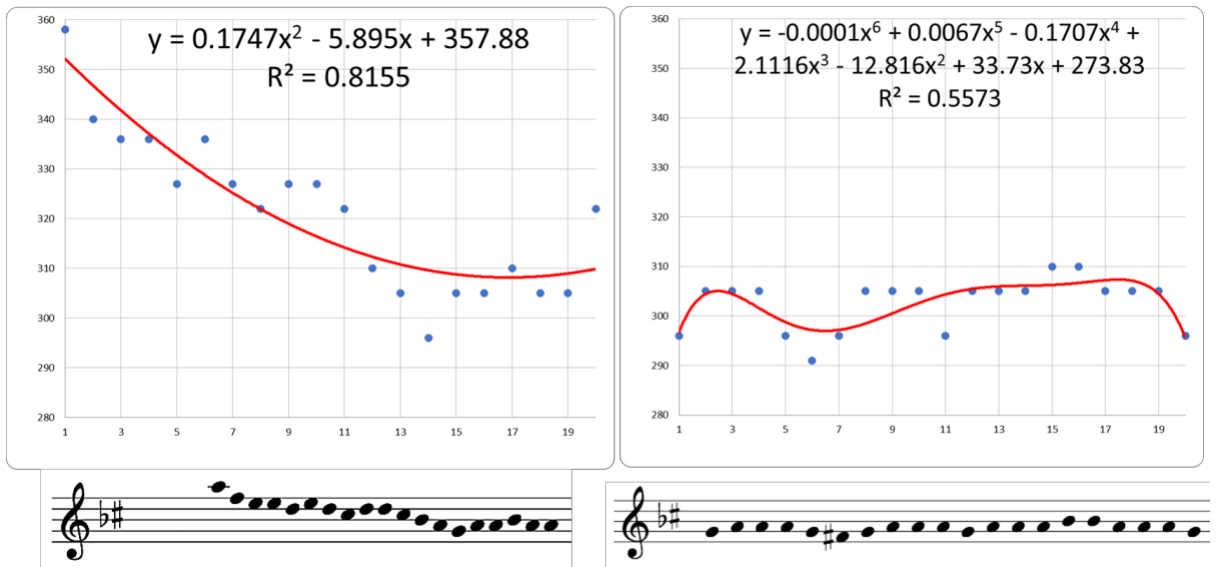 y = 0.1747x² - 5.895x + 357.88
R² = 0.8155
360
350
340
330
320
310
300
290
280
1 3 5 7 9 11 13 15 17 19
y = -0.0001x⁶ + 0.0067x⁵ - 0.1707x⁴ +
2.1116x³ - 12.816x² + 33.73x + 273.83
R² = 0.5573
360
350
340
330
320
310
300
290
280
1 3 5 7 9 11 13 15 17 19